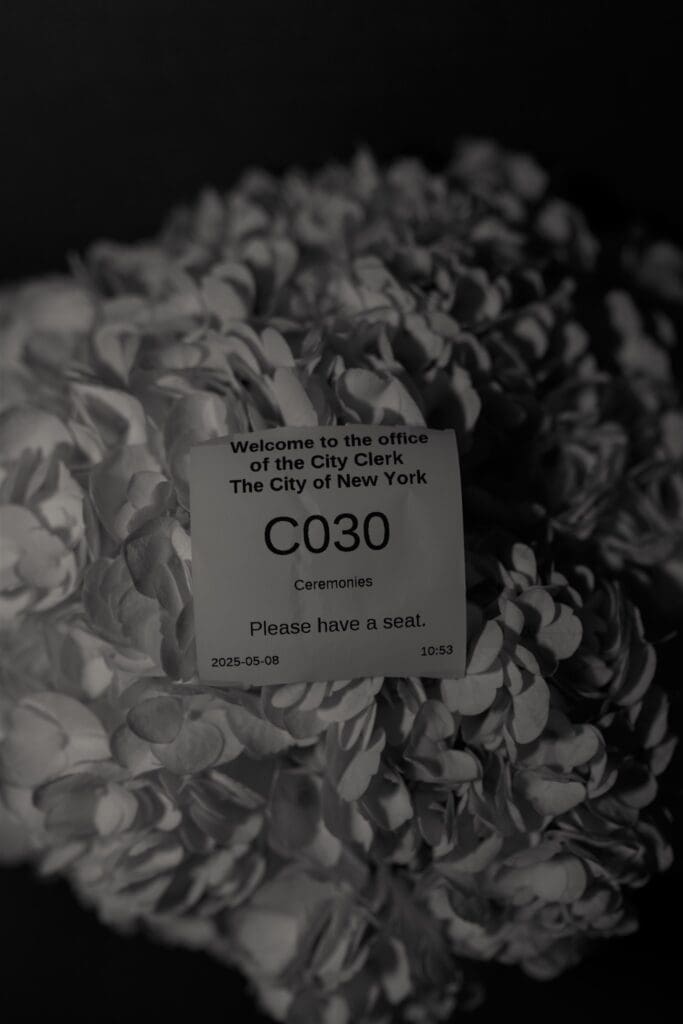 Welcome to the office
of the City Clerk
The City of New York
C030
Ceremonies
Please have a seat.
2025-05-08 10:53